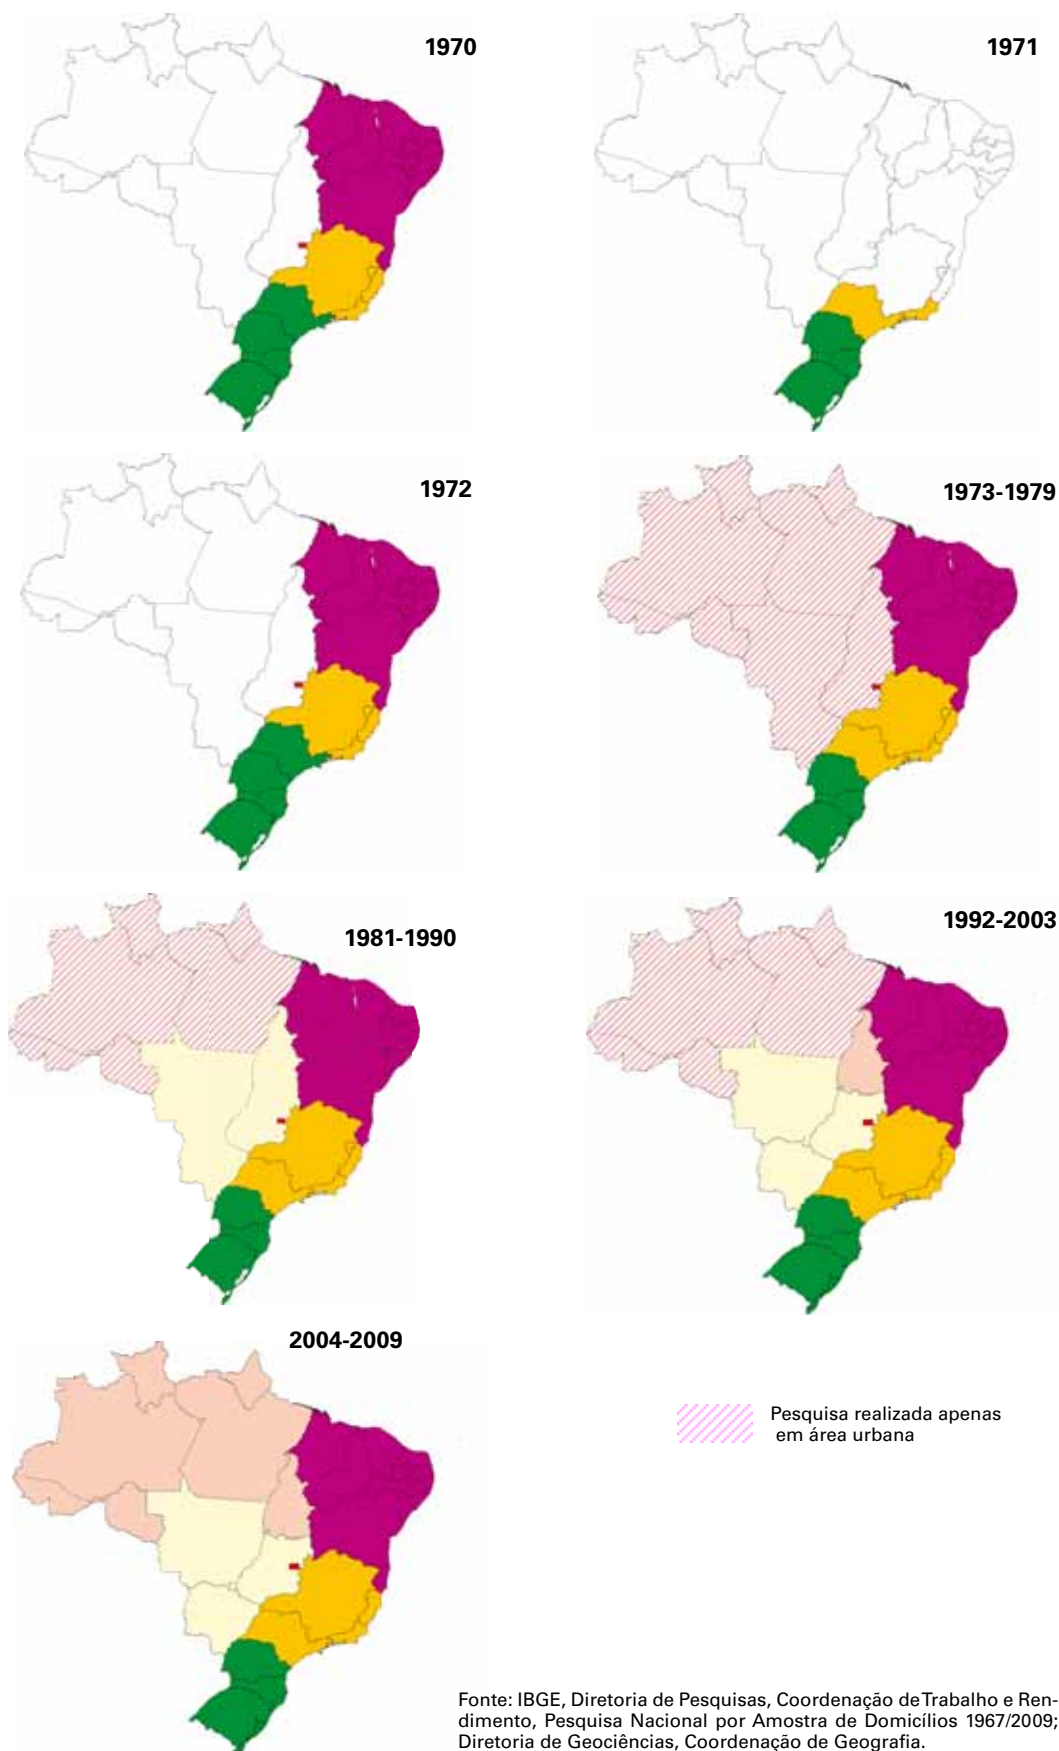 1970
1971
1972
1973-1979
1981-1990
1992-2003
2004-2009
Pesquisa realizada apenas
em área urbana
Fonte: IBGE, Diretoria de Pesquisas, Coordenação de Trabalho e Ren-
dimento, Pesquisa Nacional por Amostra de Domicílios 1967/2009;
Diretoria de Geociências, Coordenação de Geografia.